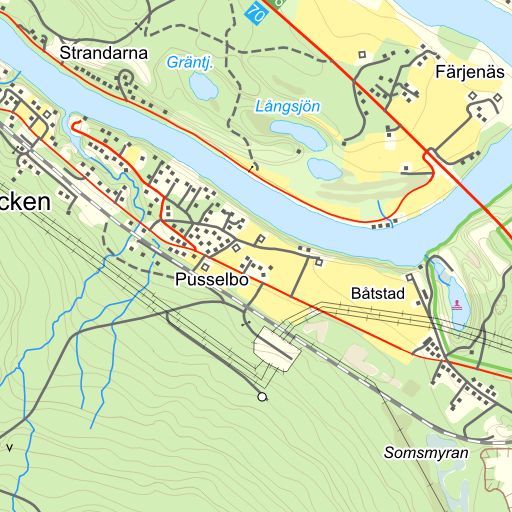 70
Strandarna
Gräntj.
Färjenäs
Långsjön
cken
Pusselbo
Båtstad
Somsmyran